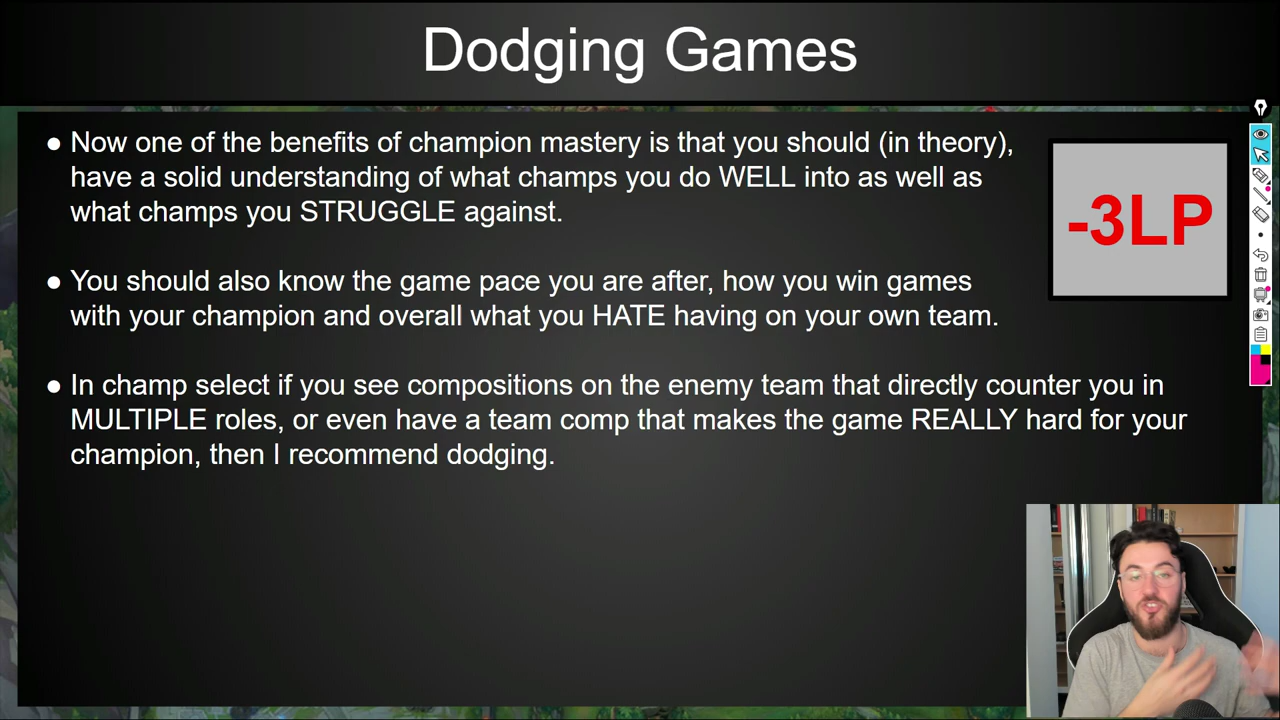 Dodging Games
● Now one of the benefits of champion mastery is that you should (in theory),
have a solid understanding of what champs you do WELL into as well as
what champs you STRUGGLE against.
-3LP
● You should also know the game pace you are after, how you win games
with your champion and overall what you HATE having on your own team.
● In champ select if you see compositions on the enemy team that directly counter you in
MULTIPLE roles, or even have a team comp that makes the game REALLY hard for your
champion, then I recommend dodging.